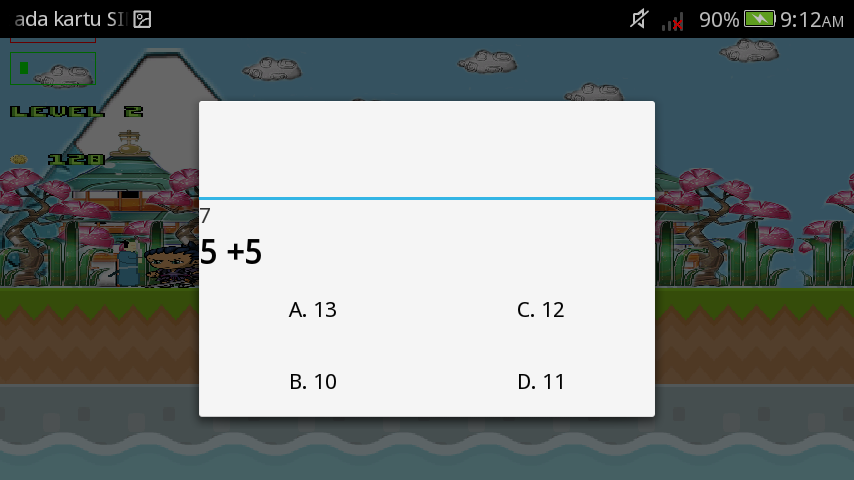 ada kartu SI
90% 9:12AM
LEVEL 2
120
7
5 +5
A. 13
C. 12
B. 10
D. 11